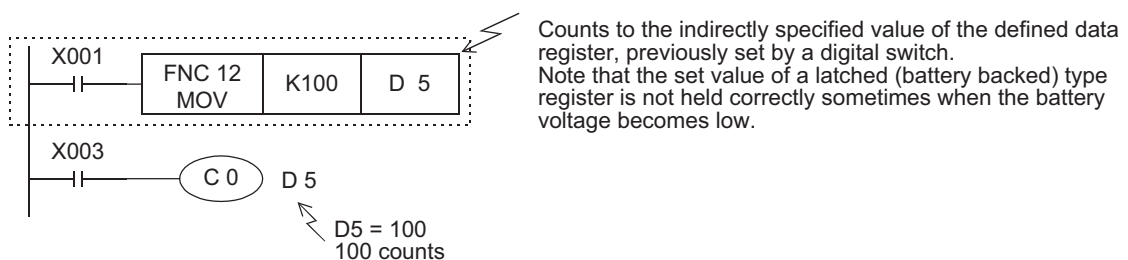 Counts to the indirectly specified value of the defined data
register, previously set by a digital switch.
Note that the set value of a latched (battery backed) type
register is not held correctly sometimes when the battery
voltage becomes low.
X001
FNC 12
MOV
K100
D 5
X003
C 0
D 5
D5 = 100
100 counts